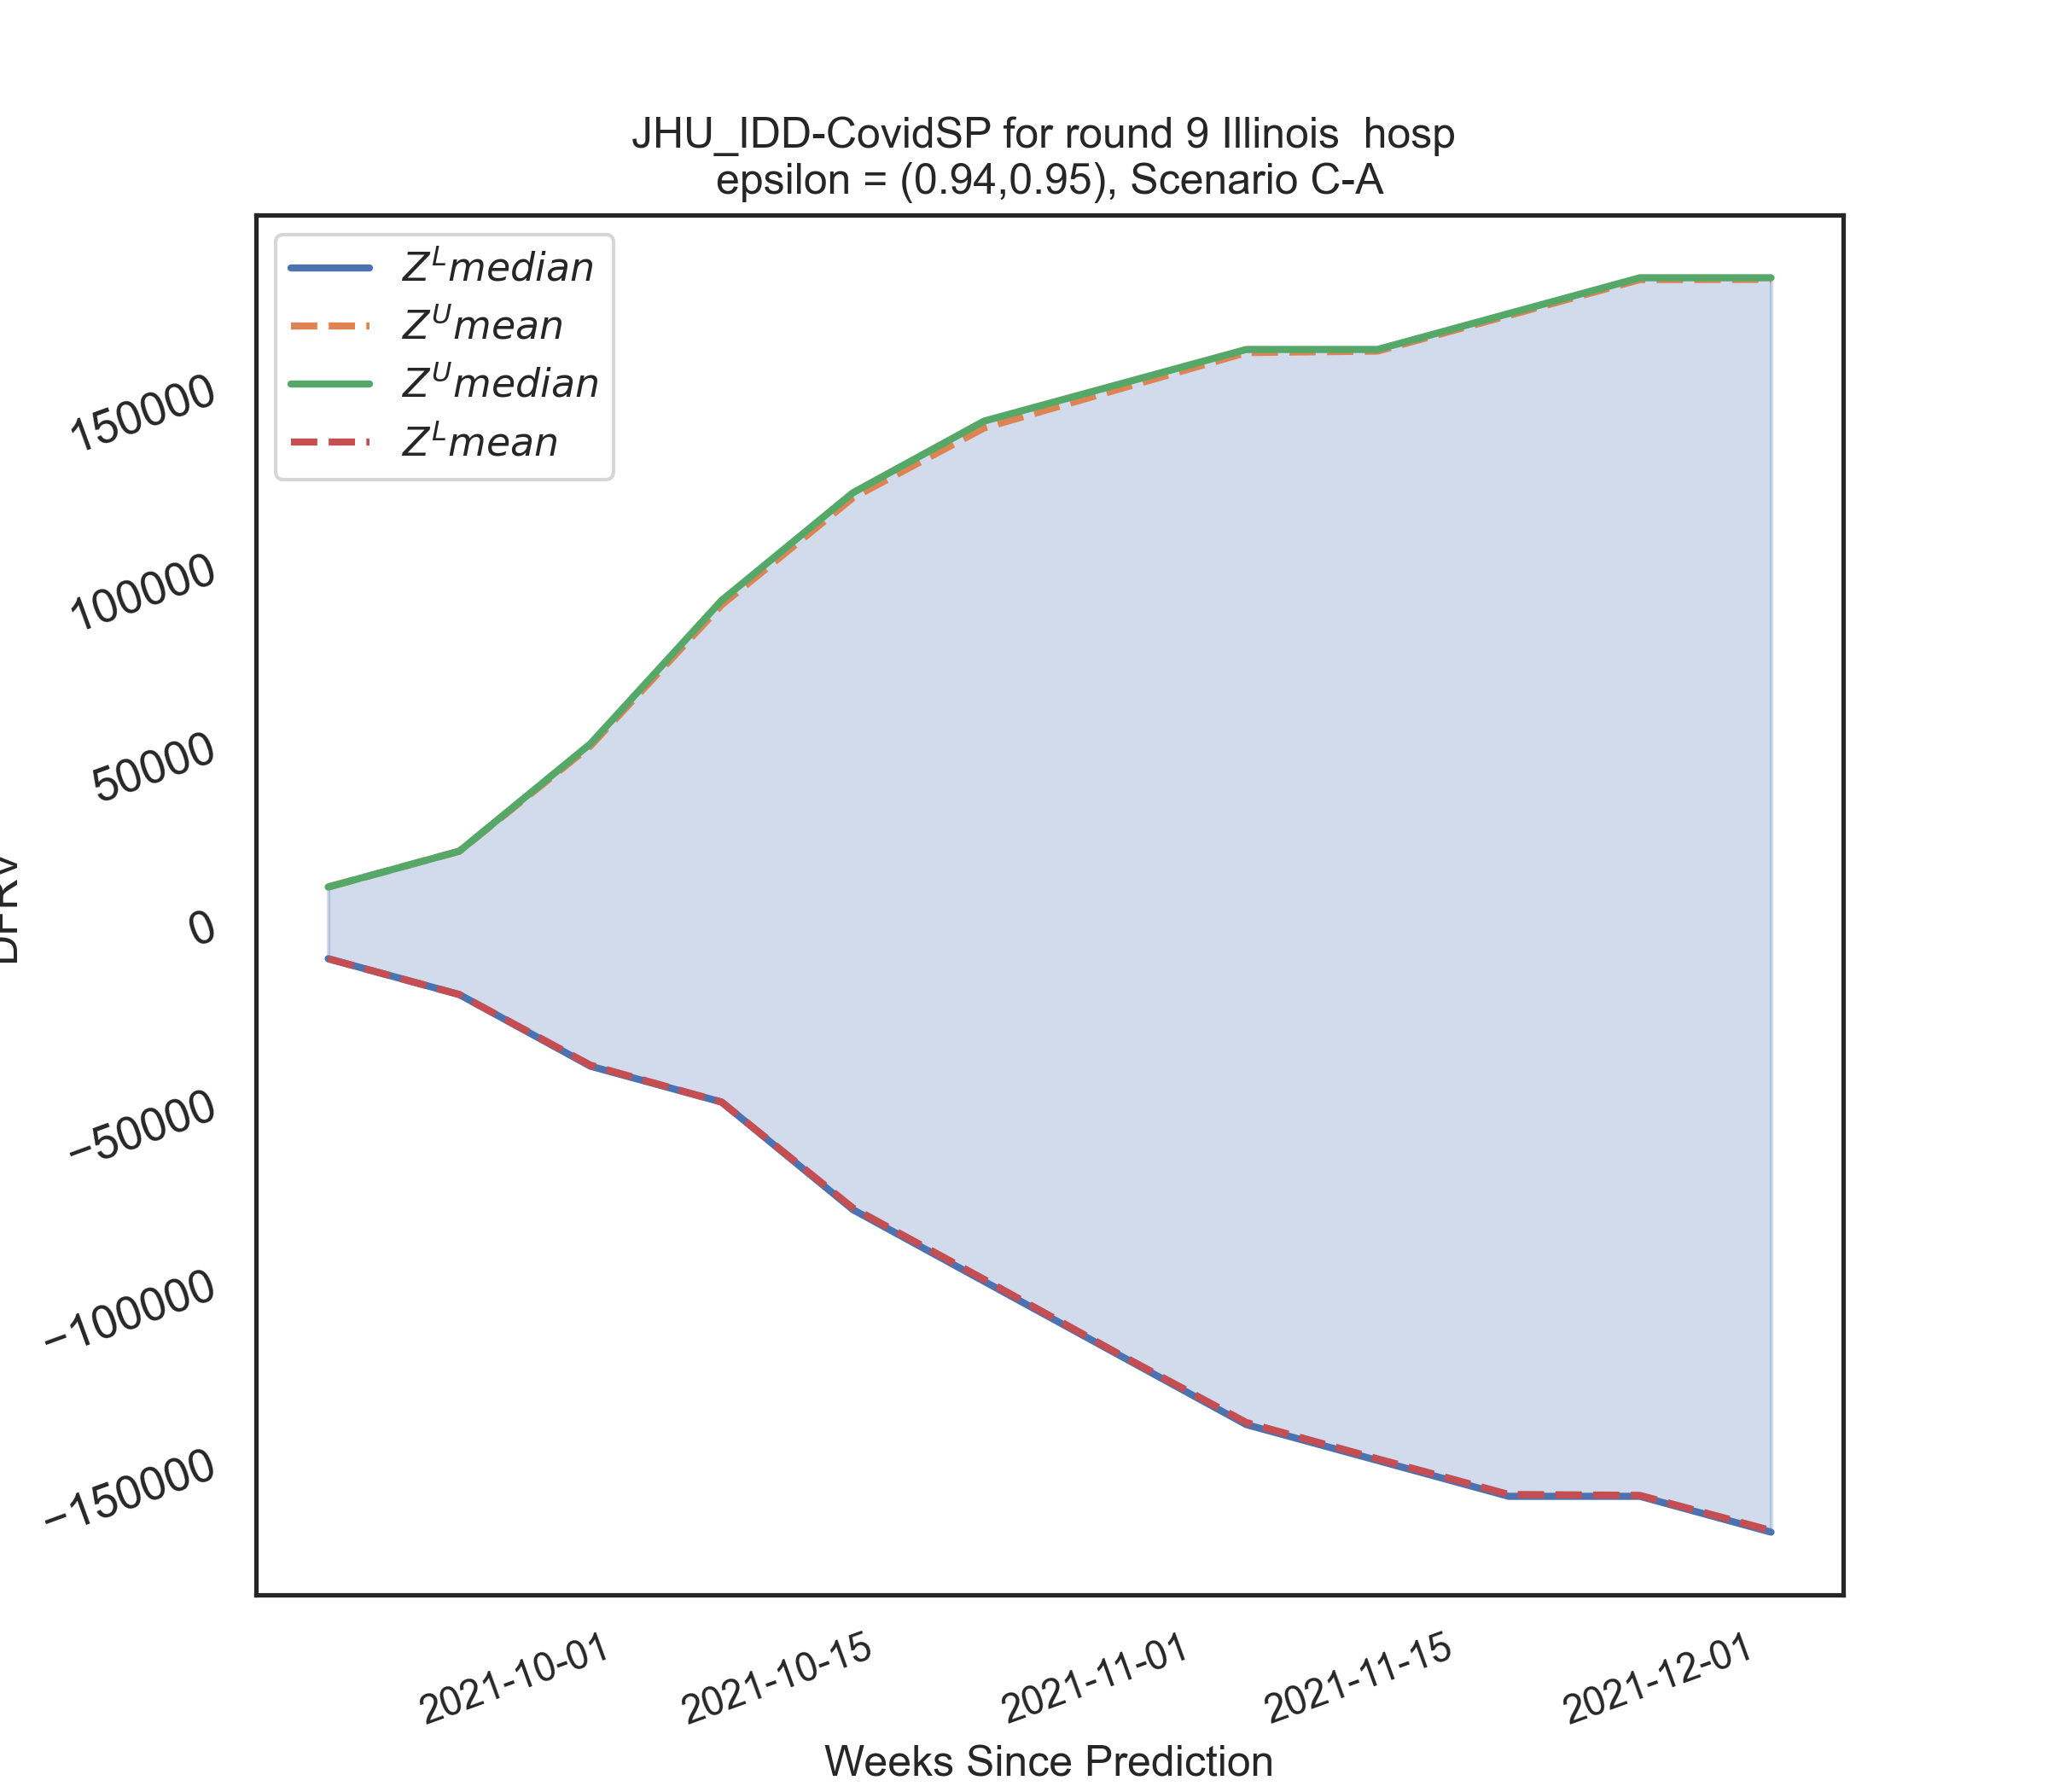 JHU_IDD-CovidSP for round 9 Illinois hosp
epsilon = (0.94,0.95), Scenario C-A
Z^L median
Z^U mean
Z^U median
Z^L mean
150000
100000
50000
0
−50000
−100000
−150000
2021-10-01
2021-10-15
2021-11-01
2021-11-15
2021-12-01
Weeks Since Prediction